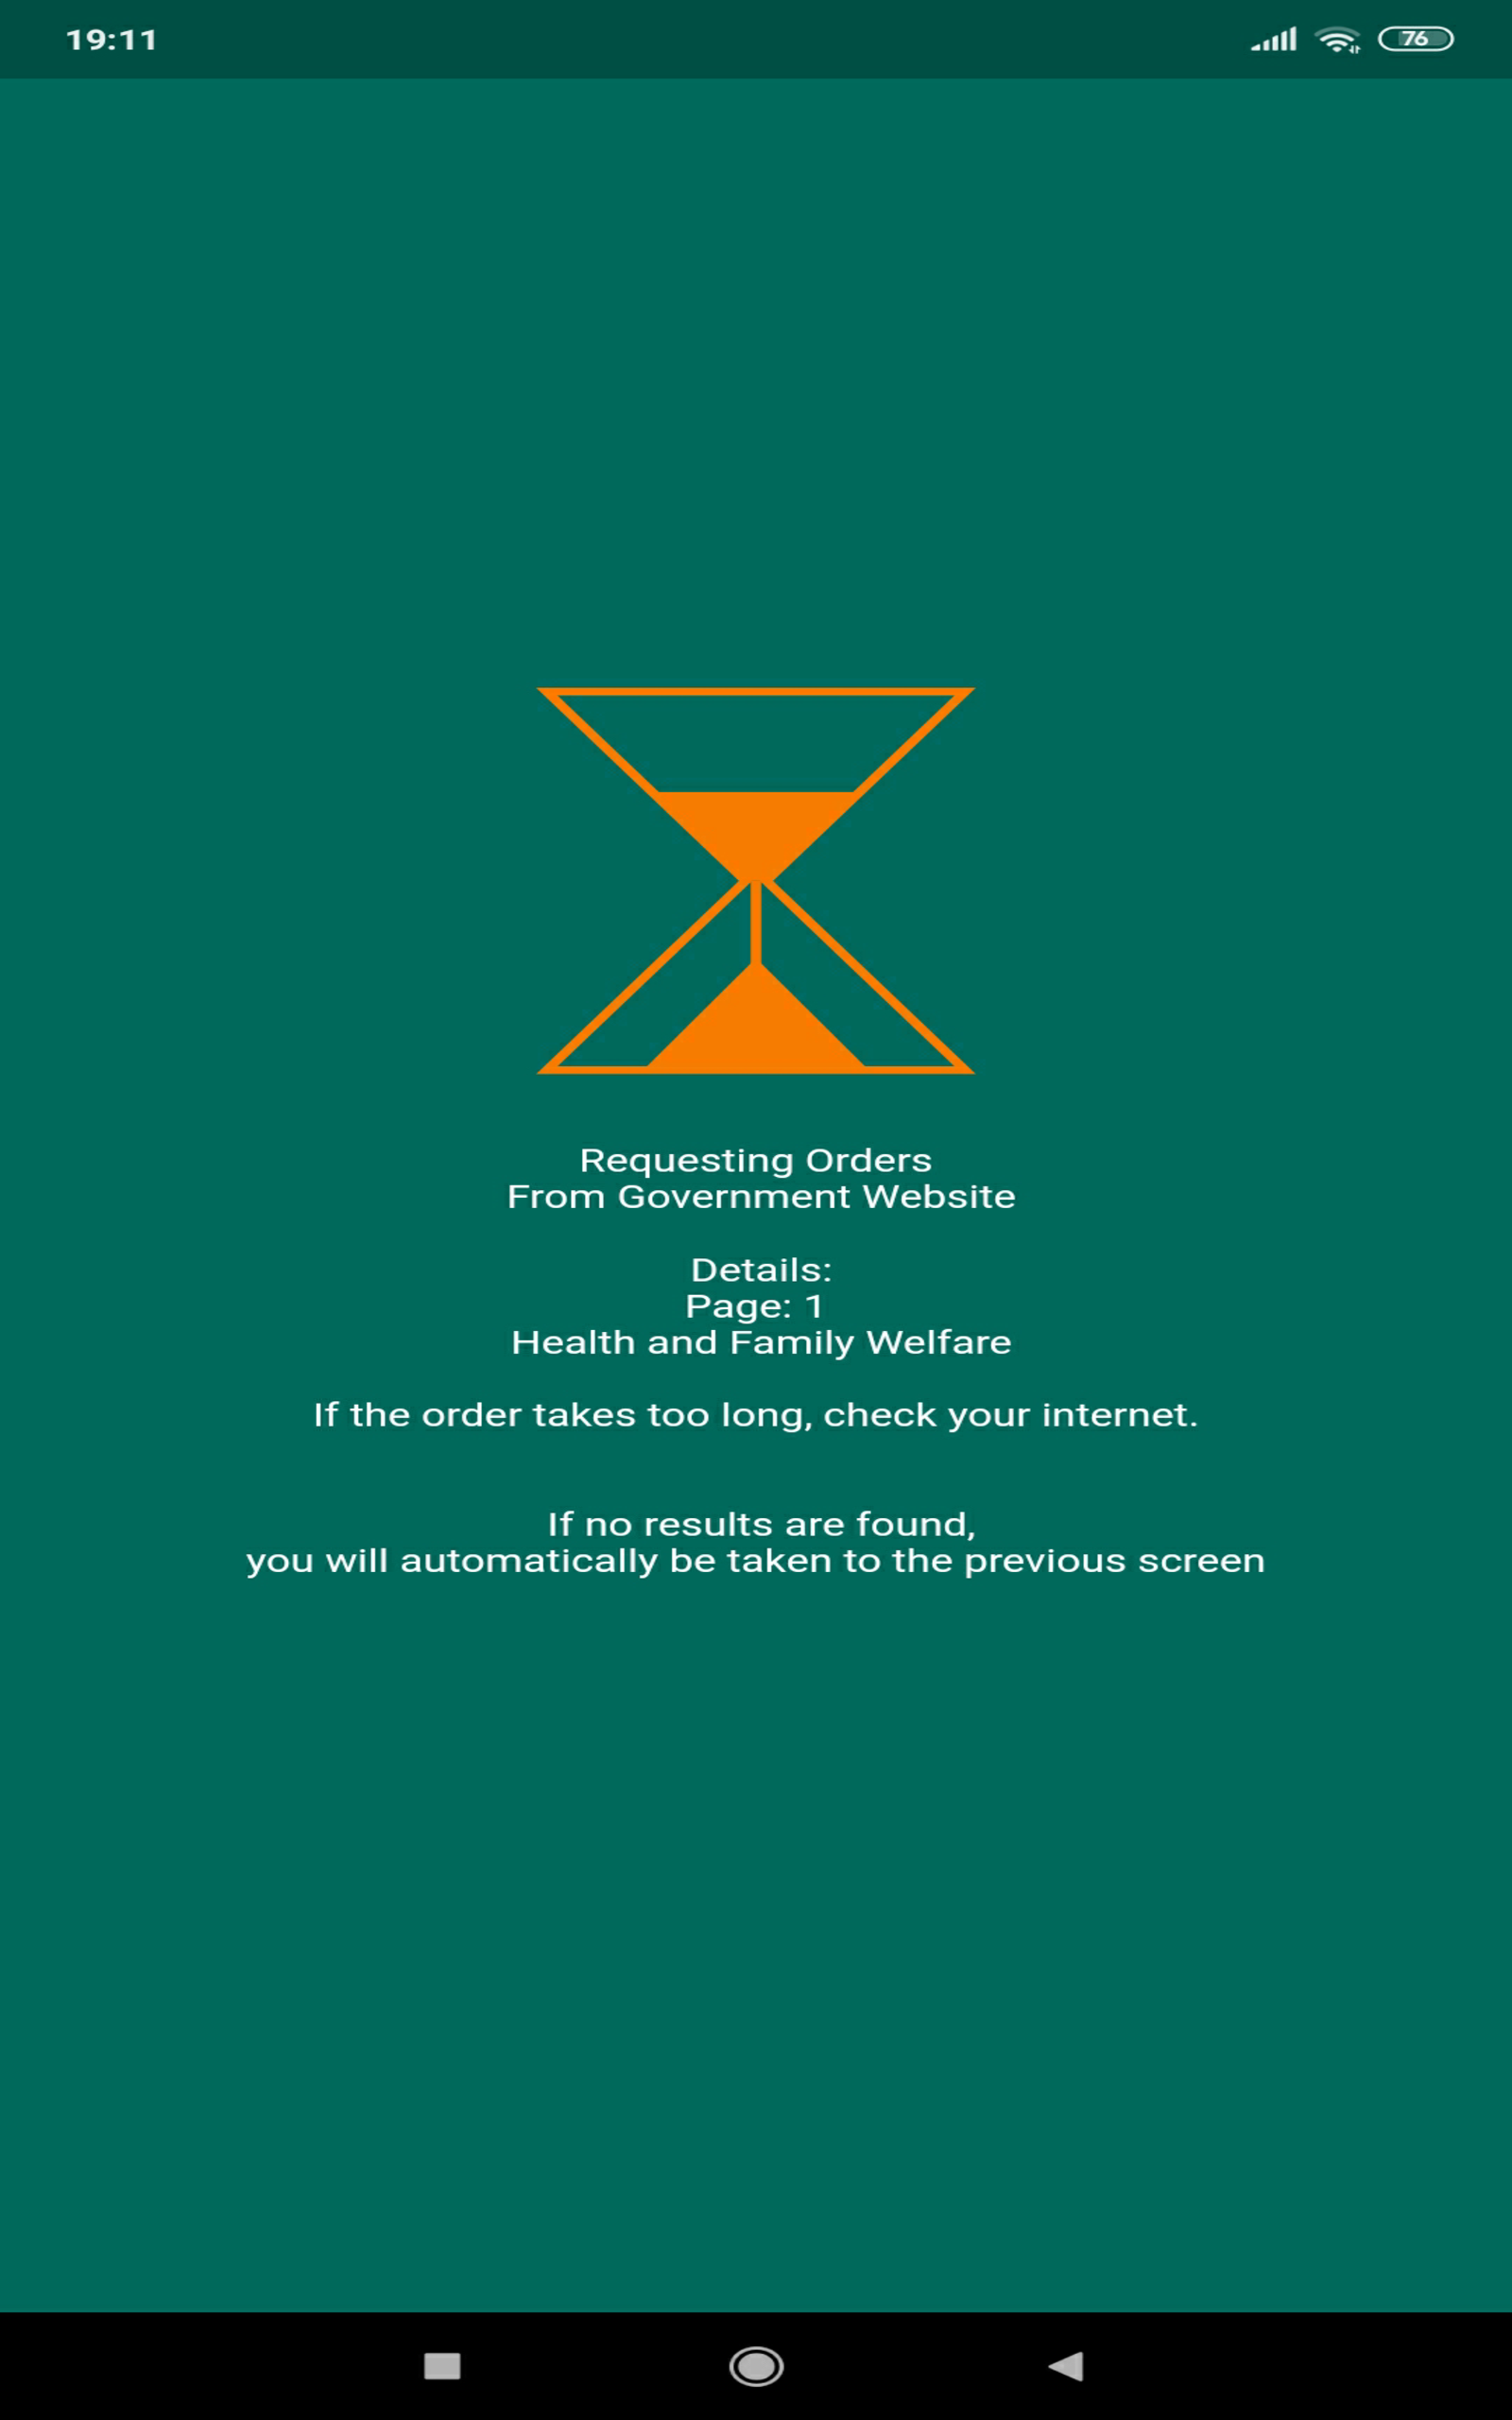 19:11
76
Requesting Orders
From Government Website
Details:
Page: 1
Health and Family Welfare
If the order takes too long, check your internet.
If no results are found,
you will automatically be taken to the previous screen